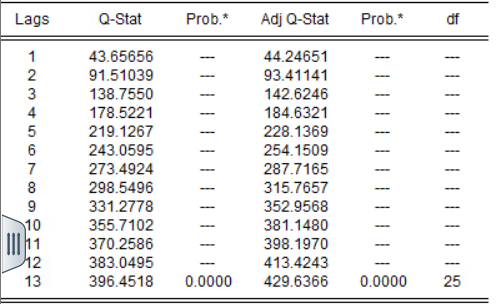 Lags Q-Stat Prob.* Adj Q-Stat Prob.* df
1 43.65656 --- 44.24651 --- ---
2 91.51039 --- 93.41141 --- ---
3 138.7550 --- 142.6246 --- ---
4 178.5221 --- 184.6321 --- ---
5 219.1267 --- 228.1369 --- ---
6 243.0595 --- 254.1509 --- ---
7 273.4924 --- 287.7165 --- ---
8 298.5496 --- 315.7657 --- ---
9 331.2778 --- 352.9568 --- ---
10 355.7102 --- 381.1480 --- ---
11 370.2586 --- 398.1970 --- ---
12 383.0495 --- 413.4243 --- ---
13 396.4518 0.0000 429.6366 0.0000 25